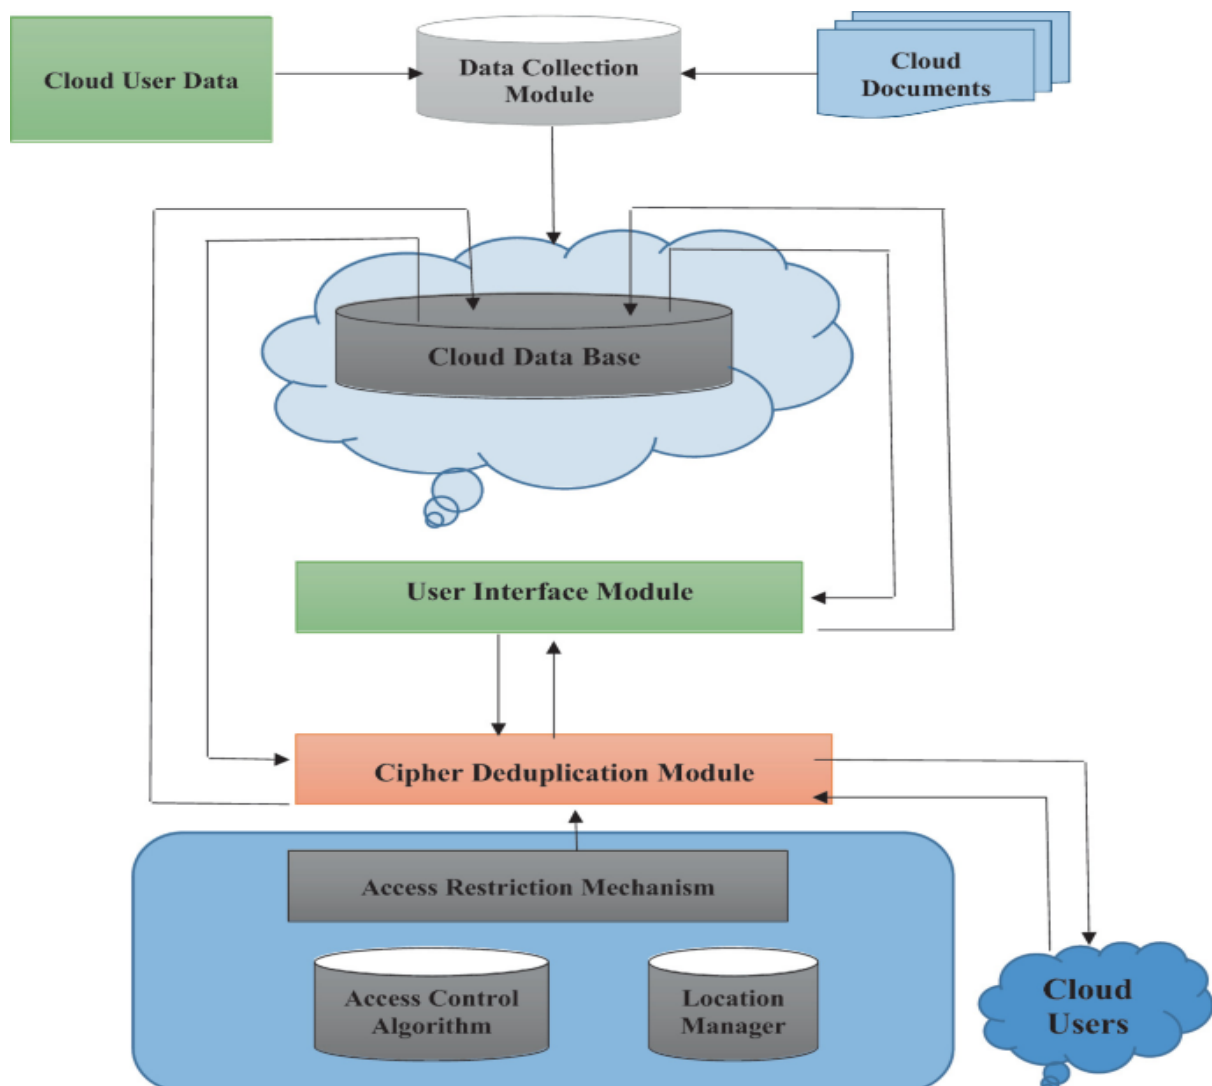 Cloud User Data
Data Collection
Module
Cloud
Documents
Cloud Data Base
User Interface Module
Cipher Deduplication Module
Access Restriction Mechanism
Access Control
Algorithm
Location
Manager
Cloud
Users